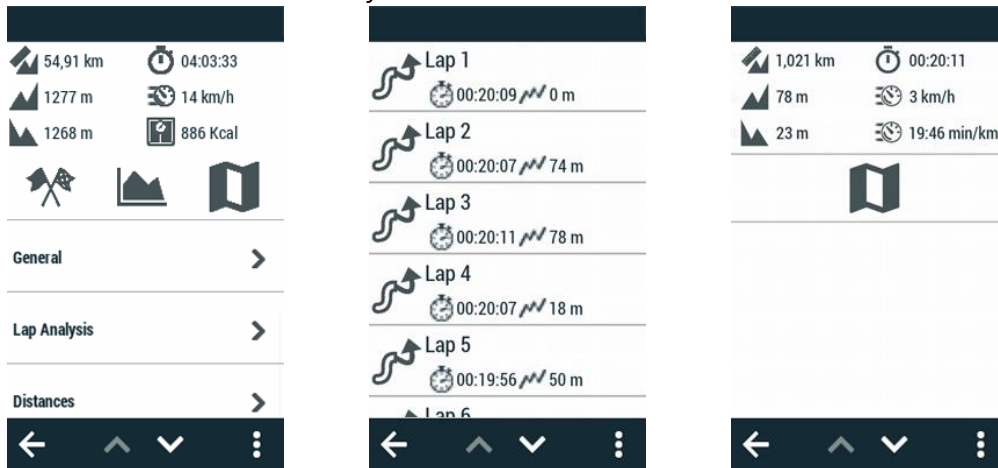 54,91 km 04:03:33
1277 m 14 km/h
1268 m 886 Kcal
General
Lap Analysis
Distances
Lap 1
00:20:09 0 m
Lap 2
00:20:07 74 m
Lap 3
00:20:11 78 m
Lap 4
00:20:07 18 m
Lap 5
00:19:56 50 m
Lap 6
1,021 km 00:20:11
78 m 3 km/h
23 m 19:46 min/km